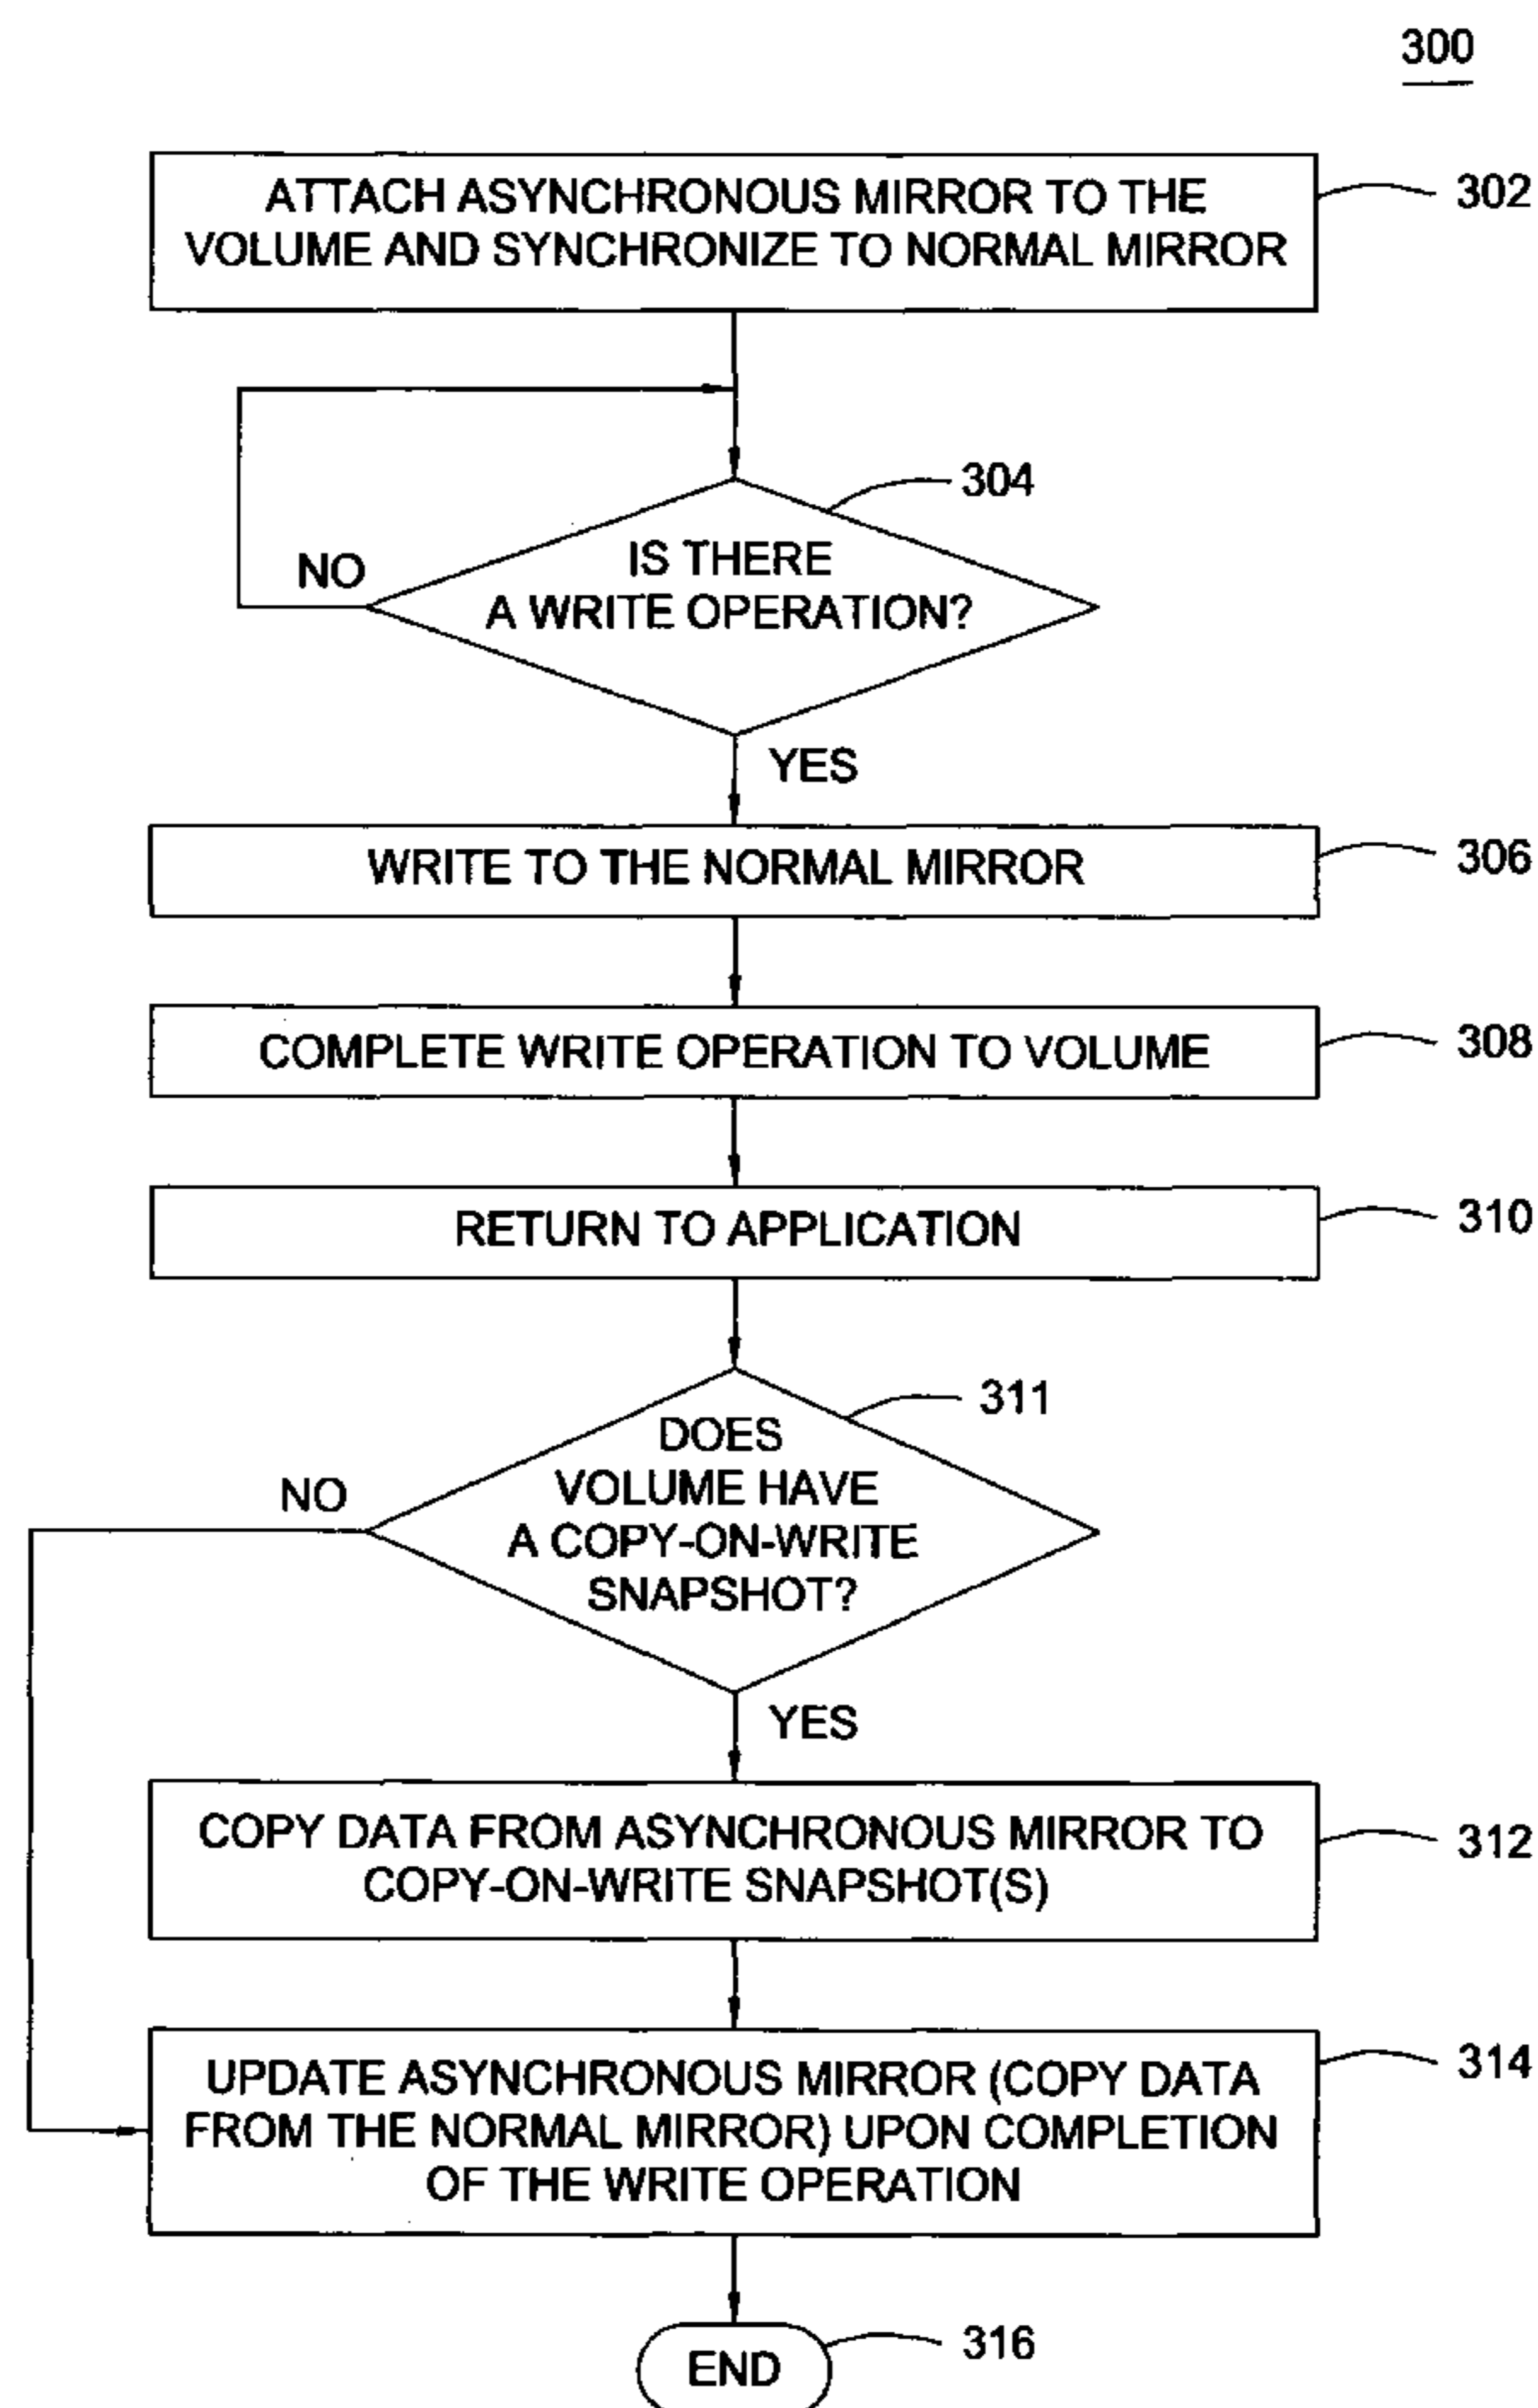 300
ATTACH ASYNCHRONOUS MIRROR TO THE
VOLUME AND SYNCHRONIZE TO NORMAL MIRROR
302
304
IS THERE
A WRITE OPERATION?
NO
YES
WRITE TO THE NORMAL MIRROR
306
COMPLETE WRITE OPERATION TO VOLUME
308
RETURN TO APPLICATION
310
311
DOES
VOLUME HAVE
A COPY-ON-WRITE
SNAPSHOT?
NO
YES
COPY DATA FROM ASYNCHRONOUS MIRROR TO
COPY-ON-WRITE SNAPSHOT(S)
312
UPDATE ASYNCHRONOUS MIRROR (COPY DATA
FROM THE NORMAL MIRROR) UPON COMPLETION
OF THE WRITE OPERATION
314
END
316